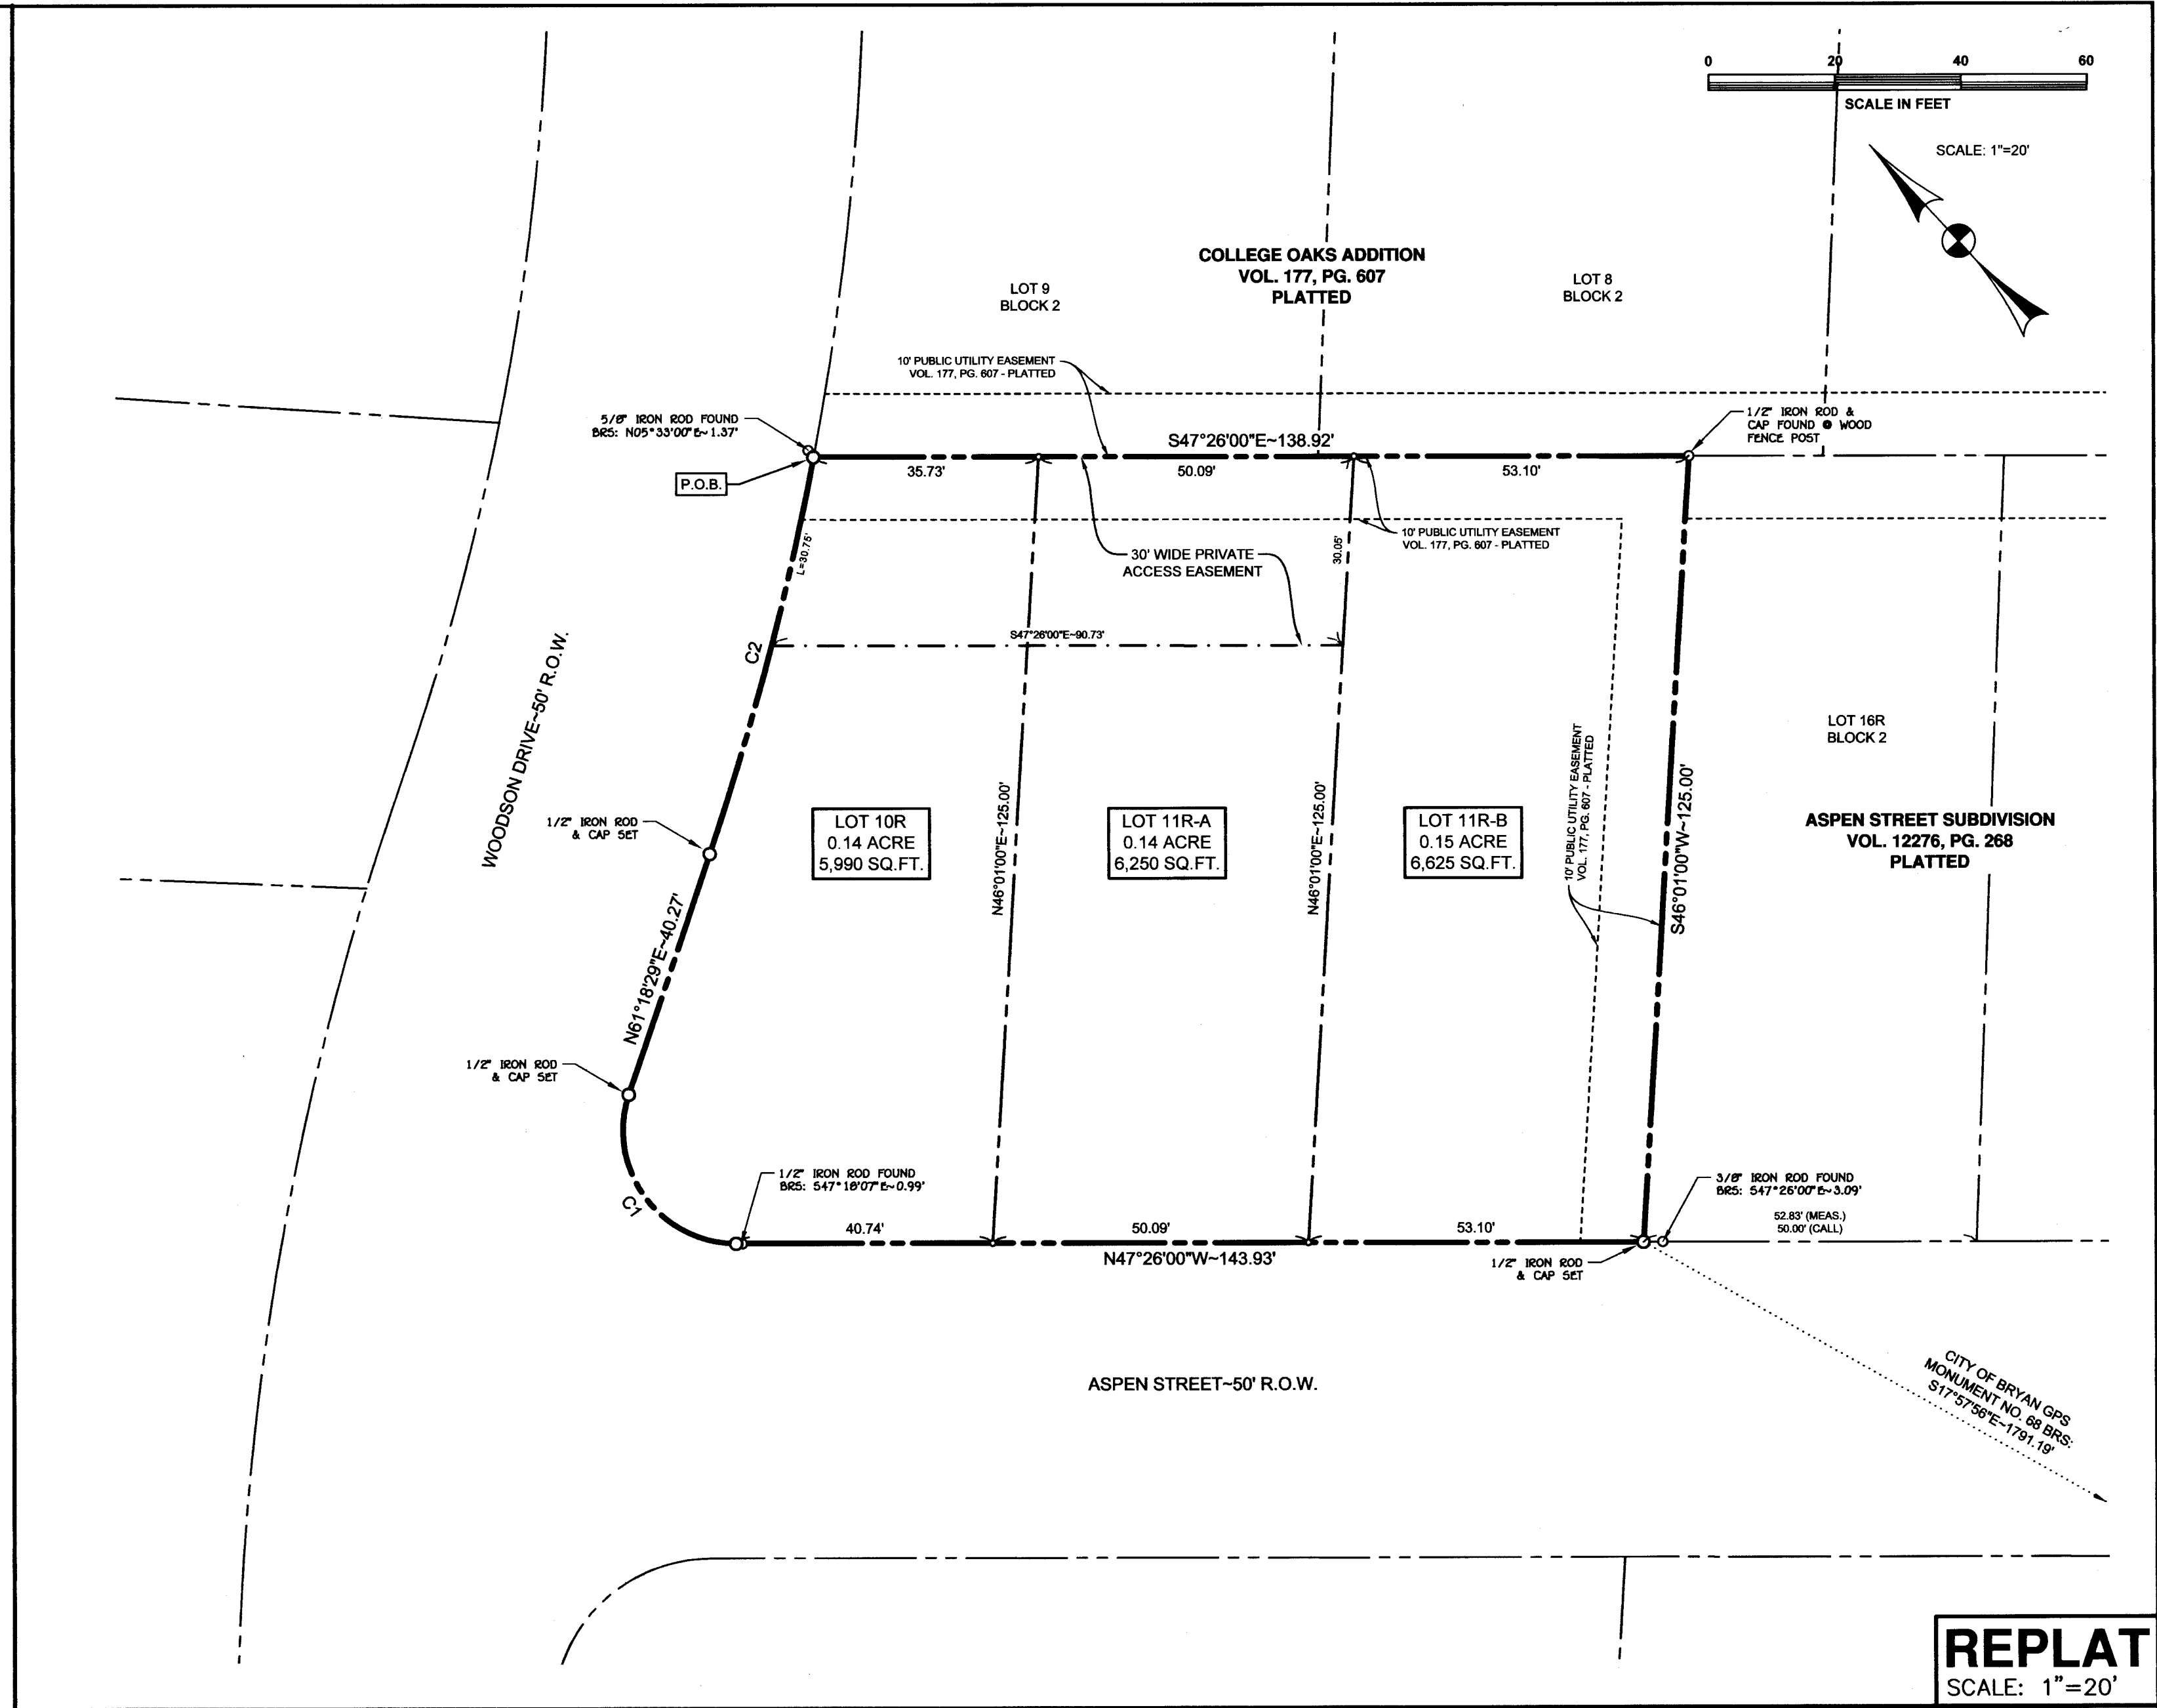 0 20 40 60
SCALE IN FEET
SCALE: 1"=20'
COLLEGE OAKS ADDITION
VOL. 177, PG. 607
PLATTED
LOT 9
BLOCK 2
LOT 8
BLOCK 2
10' PUBLIC UTILITY EASEMENT
VOL. 177, PG. 607 - PLATTED
5/8" IRON ROD FOUND
BRS: N05°33'00"E~1.37'
1/2" IRON ROD &
CAP FOUND @ WOOD
FENCE POST
S47°26'00"E~138.92'
P.O.B.
35.73'
50.09'
53.10'
L=30.75'
30' WIDE PRIVATE
ACCESS EASEMENT
30.05'
10' PUBLIC UTILITY EASEMENT
VOL. 177, PG. 607 - PLATTED
S47°26'00"E~90.73'
C2
WOODSON DRIVE~50' R.O.W.
LOT 16R
BLOCK 2
10' PUBLIC UTILITY EASEMENT
VOL. 177, PG. 607 - PLATTED
1/2" IRON ROD
& CAP SET
LOT 10R
0.14 ACRE
5,990 SQ.FT.
N46°01'00"E~125.00'
LOT 11R-A
0.14 ACRE
6,250 SQ.FT.
N46°01'00"E~125.00'
LOT 11R-B
0.15 ACRE
6,625 SQ.FT.
S46°01'00"W~125.00'
ASPEN STREET SUBDIVISION
VOL. 12276, PG. 268
PLATTED
N61°18'29"E~40.27'
1/2" IRON ROD
& CAP SET
C1
1/2" IRON ROD FOUND
BRS: S47°18'07"E~0.99'
3/8" IRON ROD FOUND
BRS: S47°26'00"E~3.09'
52.83' (MEAS.)
50.00' (CALL)
40.74'
50.09'
53.10'
N47°26'00"W~143.93'
1/2" IRON ROD
& CAP SET
ASPEN STREET~50' R.O.W.
CITY OF BRYAN GPS
MONUMENT NO. 68 BRS:
S17°57'56"E~1791.19'
REPLAT
SCALE: 1"=20'